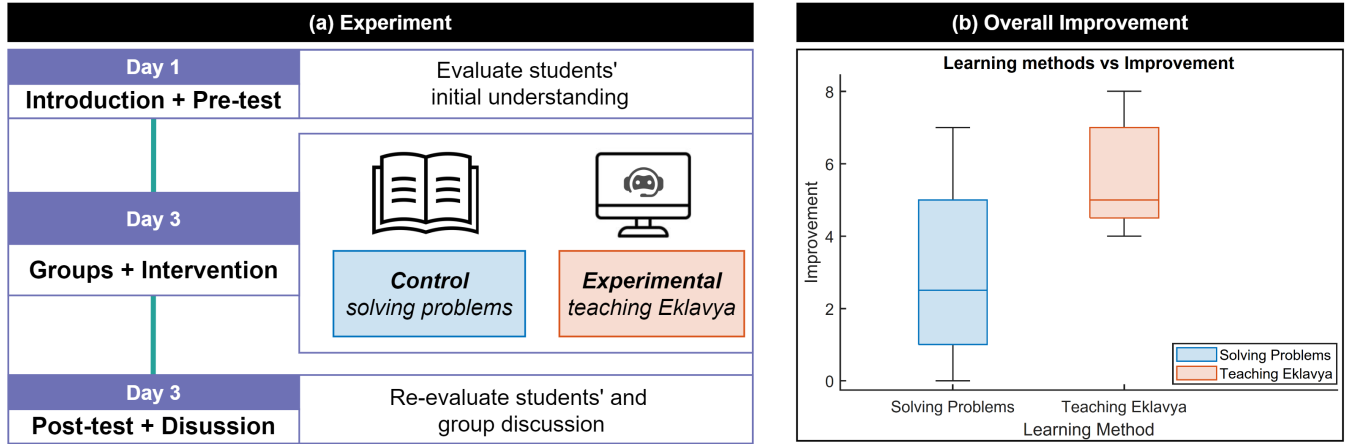 (a) Experiment
Day 1
Introduction + Pre-test
Evaluate students'
initial understanding
Day 3
Groups + Intervention
Control
solving problems
Experimental
teaching Eklavya
Day 3
Post-test + Disussion
Re-evaluate students' and
group discussion
(b) Overall Improvement
Learning methods vs Improvement
8
6
4
2
0
Improvement
Solving Problems
Teaching Eklavya
Solving Problems
Teaching Eklavya
Learning Method